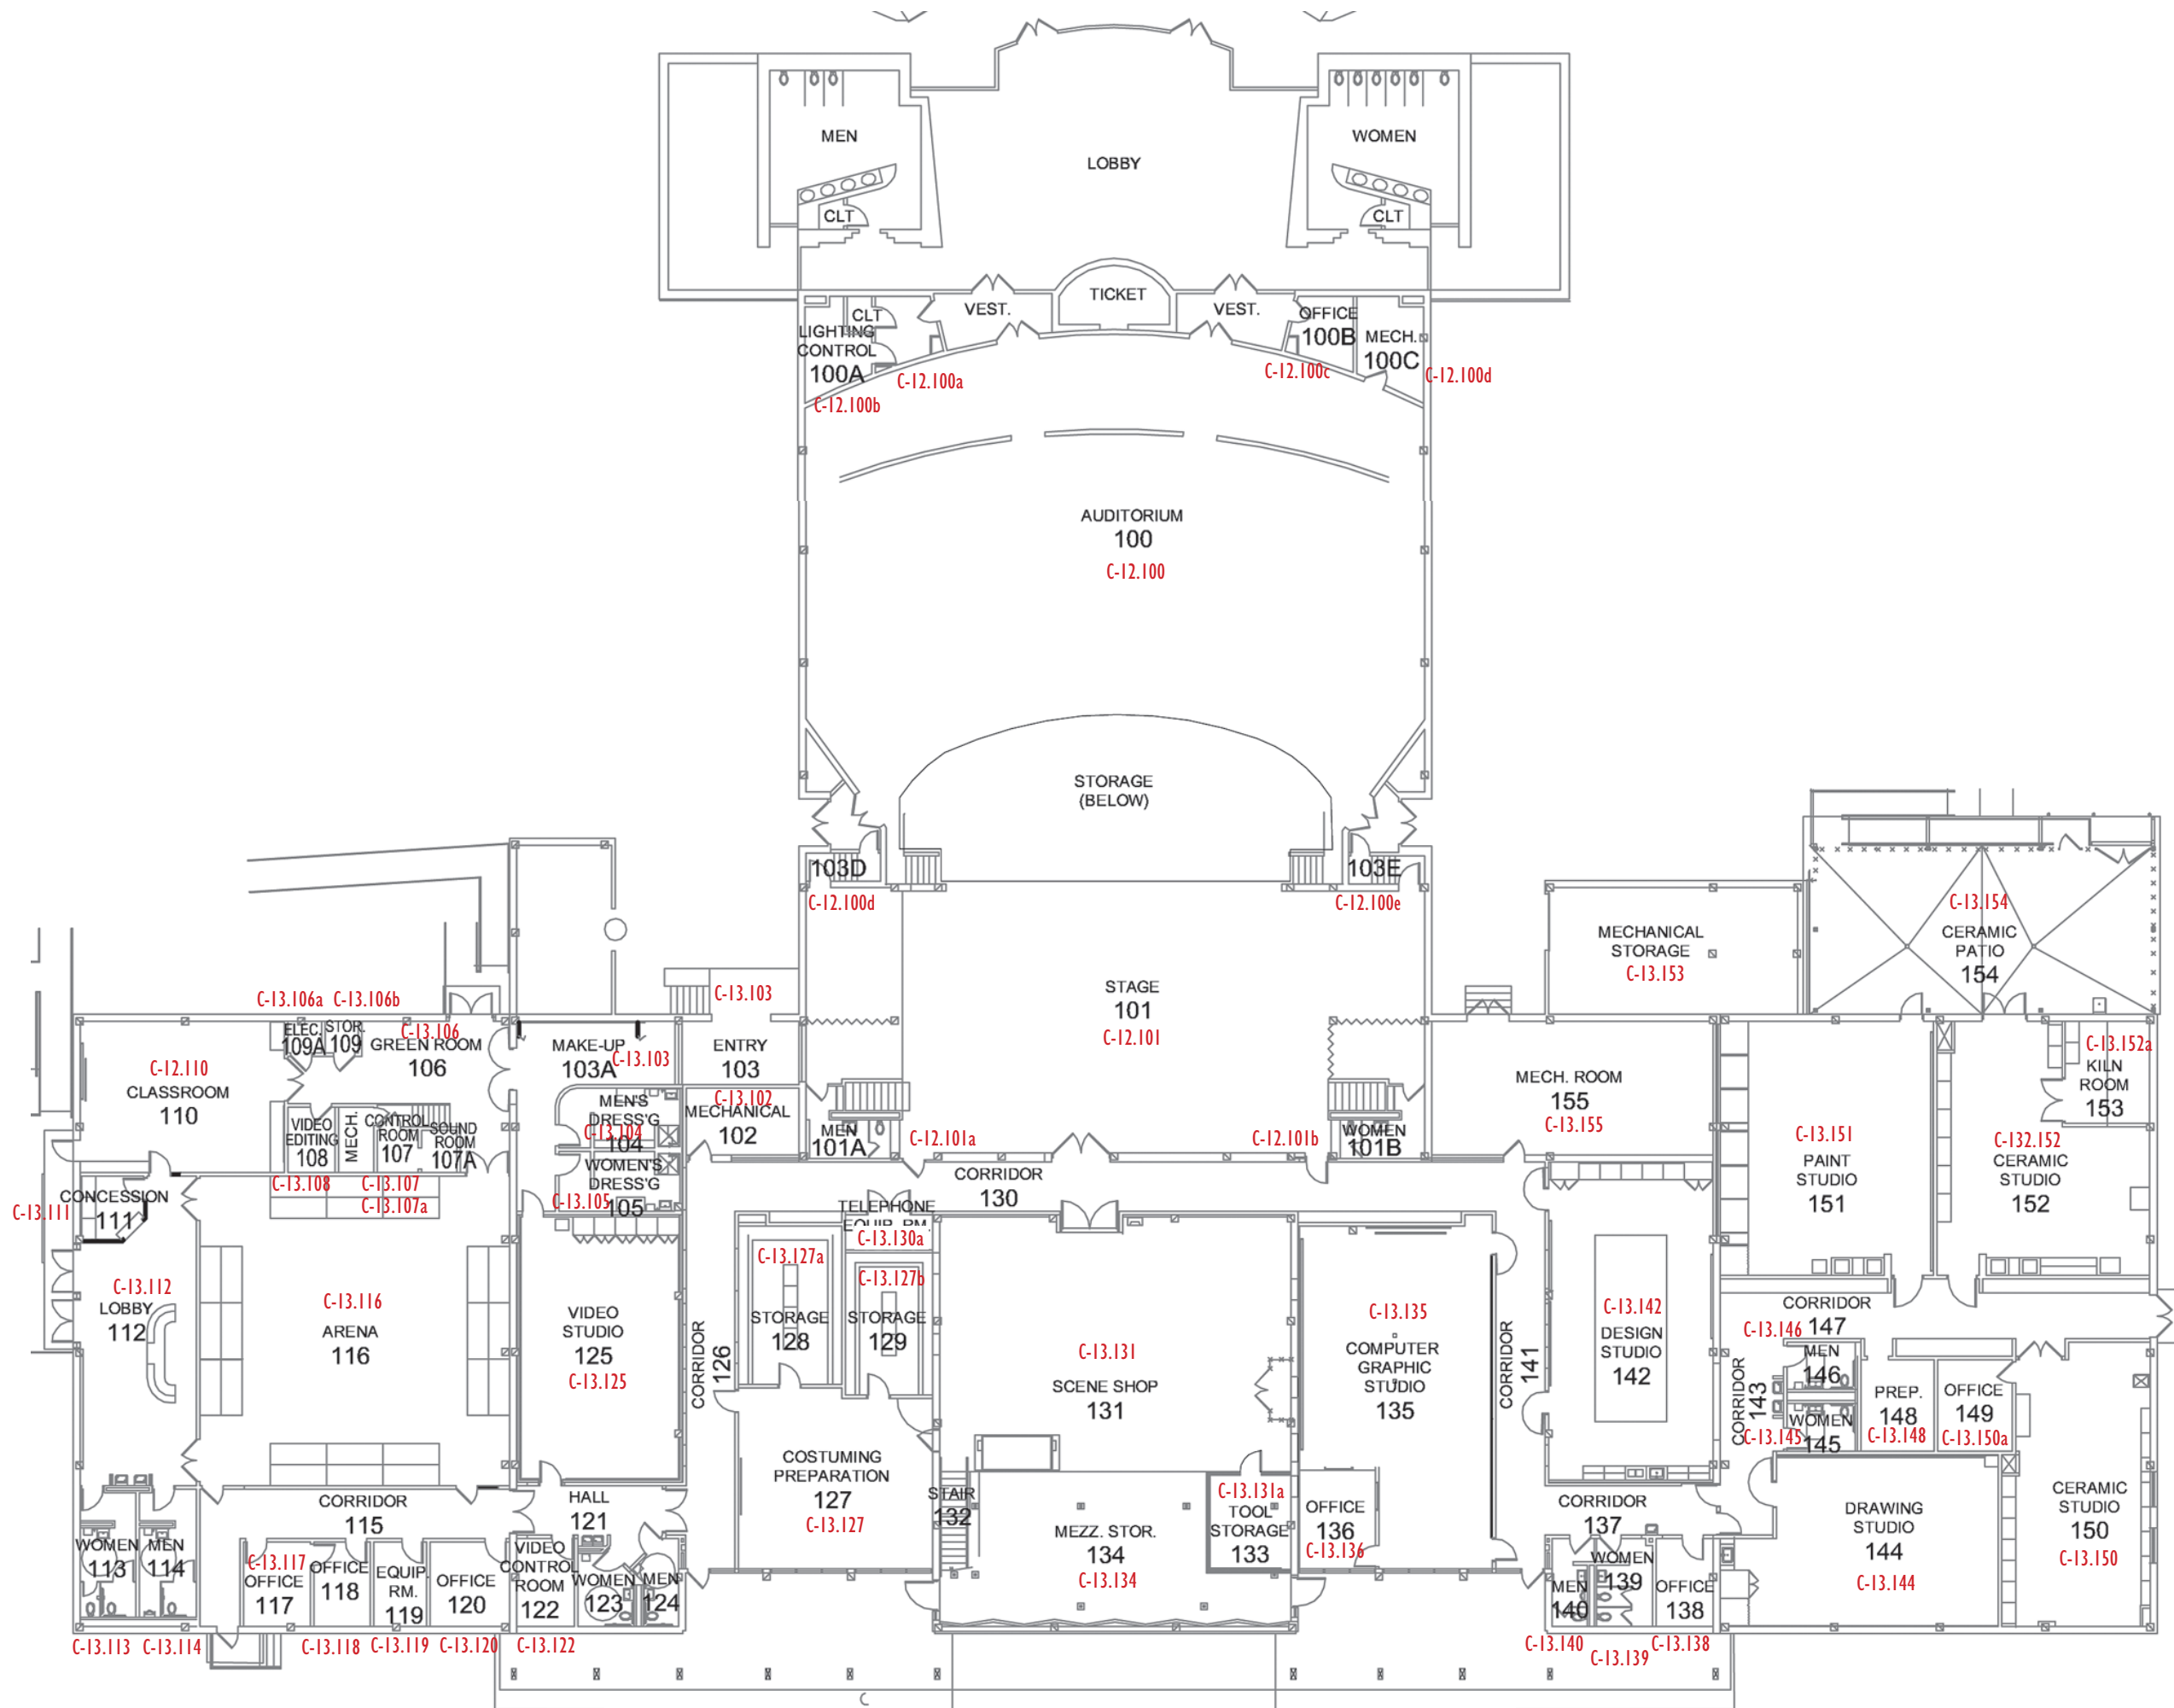 MEN
WOMEN
LOBBY
CLT
CLT
TICKET
VEST.
VEST.
CLT
LIGHTING
CONTROL
100A
OFFICE
100B
MECH.
100C
C-12.100a
C-12.100b
C-12.100c
C-12.100d
AUDITORIUM
100
C-12.100
STORAGE
(BELOW)
103D
C-12.100d
103E
C-12.100e
STAGE
101
C-12.101
MECHANICAL
STORAGE
C-13.153
C-13.154
CERAMIC
PATIO
154
C-13.106a
C-13.106b
C-13.103
ELEC.
109A
STOR.
109
C-13.106
GREEN ROOM
106
MAKE-UP
103A
C-13.103
ENTRY
103
C-12.110
CLASSROOM
110
C-13.102
MECHANICAL
102
MEN'S
DRESS'G
C-13.104
104
VIDEO
EDITING
108
MECH.
CONTROL
ROOM
107
SOUND
ROOM
107A
MEN
101A
C-12.101a
C-12.101b
WOMEN
101B
MECH. ROOM
155
C-13.155
C-13.151
PAINT
STUDIO
151
C-132.152
CERAMIC
STUDIO
152
C-13.152a
KILN
ROOM
153
C-13.108
C-13.107
C-13.107a
WOMEN'S
DRESS'G
C-13.105
105
CORRIDOR
130
CONCESSION
111
C-13.111
TELEPHONE
EQUIP. RM.
C-13.130a
C-13.112
LOBBY
112
C-13.116
ARENA
116
VIDEO
STUDIO
125
C-13.125
CORRIDOR
126
C-13.127a
STORAGE
128
C-13.127b
STORAGE
129
C-13.131
SCENE SHOP
131
C-13.135
COMPUTER
GRAPHIC
STUDIO
135
CORRIDOR
141
C-13.142
DESIGN
STUDIO
142
CORRIDOR
147
C-13.146
MEN
146
CORRIDOR
143
WOMEN
C-13.145
145
PREP.
148
C-13.148
OFFICE
149
C-13.150a
COSTUMING
PREPARATION
127
C-13.127
STAIR
132
MEZZ. STOR.
134
C-13.134
C-13.131a
TOOL
STORAGE
133
OFFICE
136
C-13.136
CORRIDOR
137
DRAWING
STUDIO
144
C-13.144
CERAMIC
STUDIO
150
C-13.150
CORRIDOR
115
HALL
121
WOMEN
113
MEN
114
C-13.117
OFFICE
117
OFFICE
118
EQUIP.
RM.
119
OFFICE
120
VIDEO
CONTROL
ROOM
122
WOMEN
123
MEN
124
MEN
140
WOMEN
139
OFFICE
138
C-13.113
C-13.114
C-13.118
C-13.119
C-13.120
C-13.122
C-13.140
C-13.139
C-13.138
C